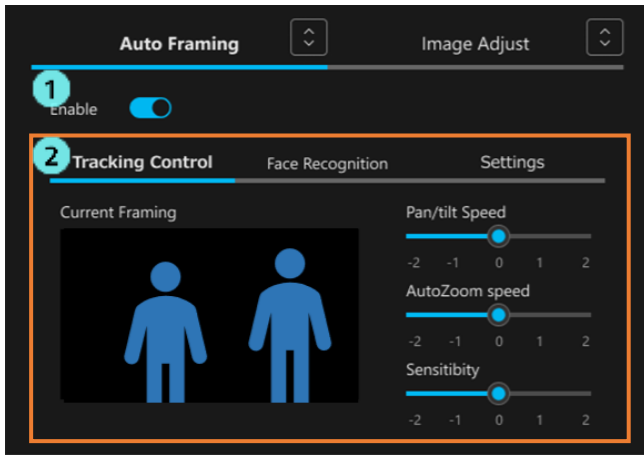 Auto Framing
Image Adjust
1
Enable
2
Tracking Control
Face Recognition
Settings
Current Framing
Pan/tilt Speed
-2 -1 0 1 2
AutoZoom speed
-2 -1 0 1 2
Sensitibity
-2 -1 0 1 2